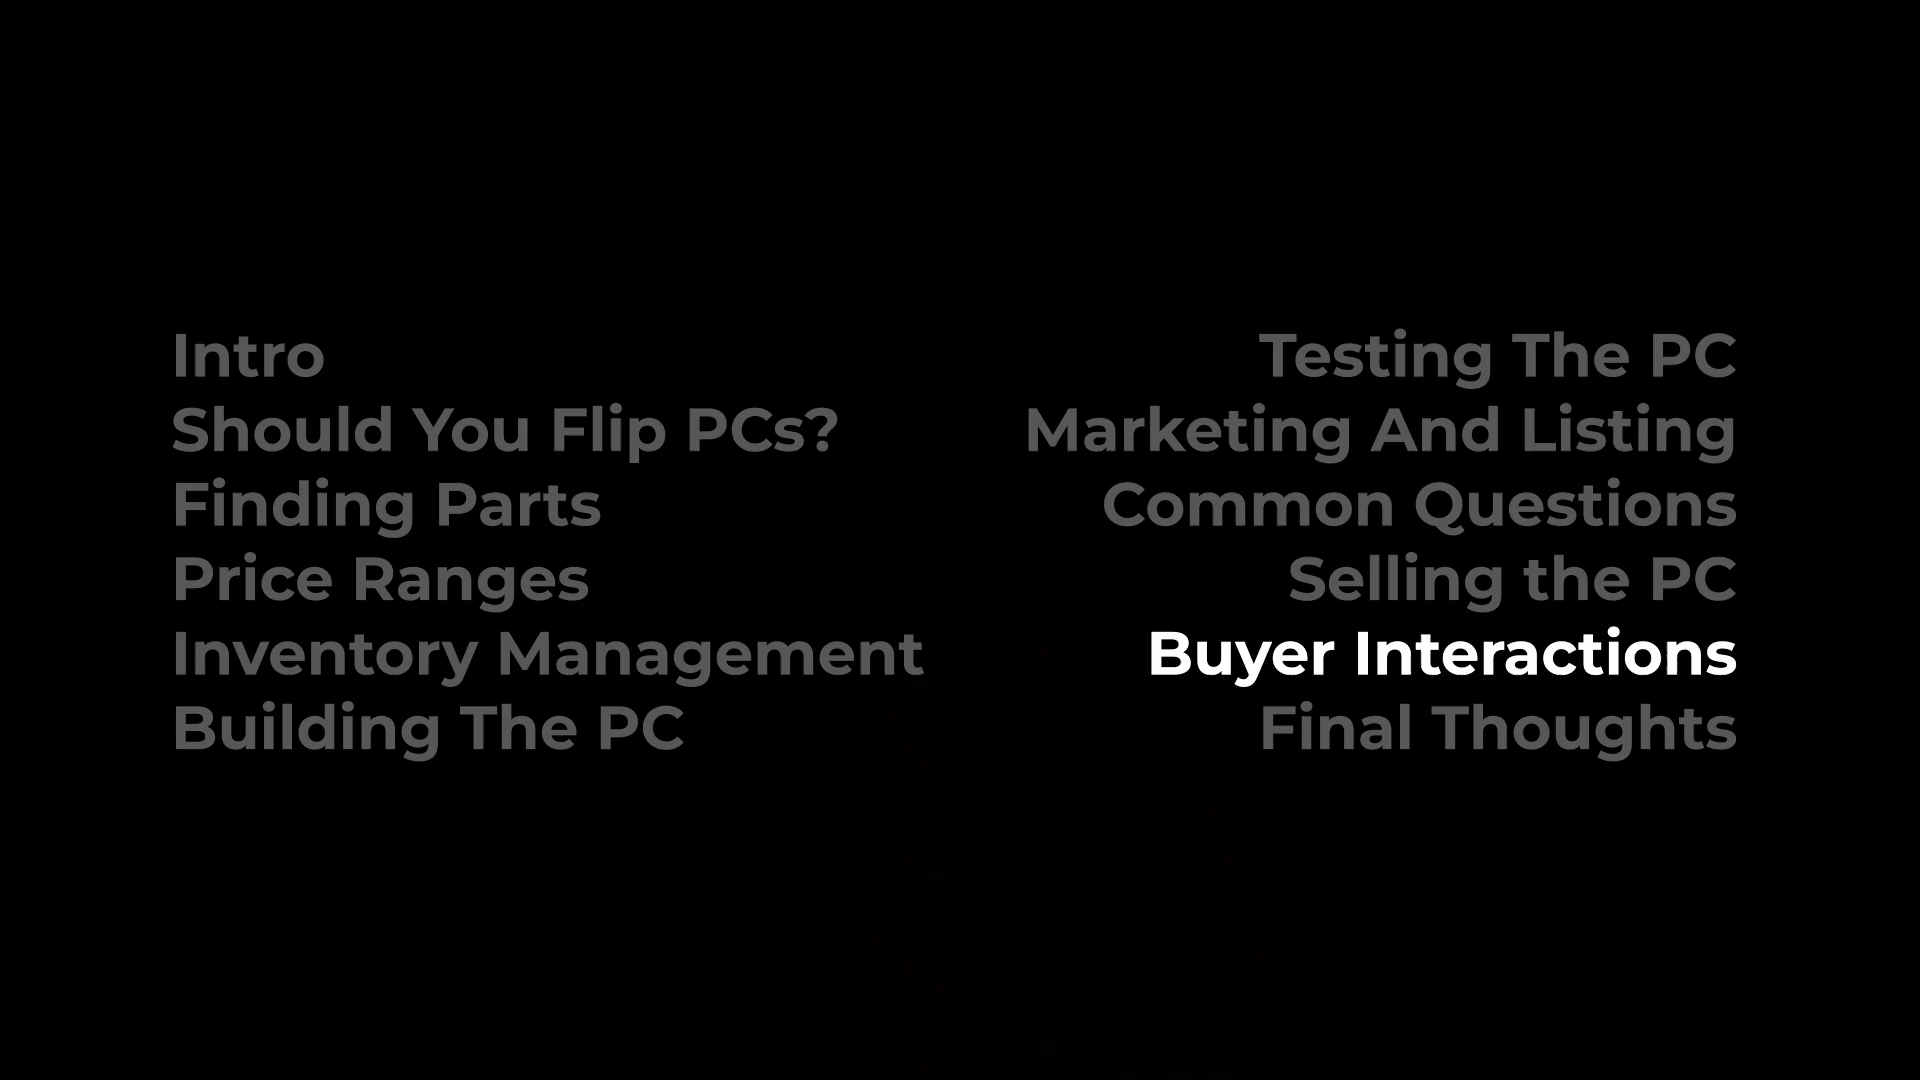 Intro
Should You Flip PCs?
Finding Parts
Price Ranges
Inventory Management
Building The PC
Testing The PC
Marketing And Listing
Common Questions
Selling the PC
Buyer Interactions
Final Thoughts